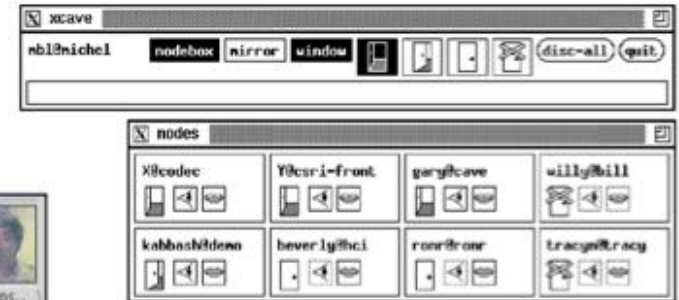 xcave
mbl@michel nodebox mirror window disc-all quit
nodes
X@codec Y@csri-front gary@cave willy@bill
kabbash@demo beverly@hci ronr@ronr tracyn@tracy